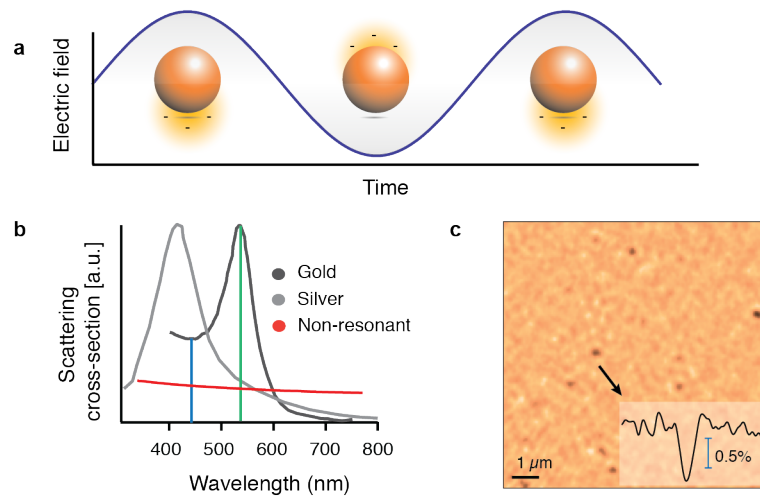 a
Electric field
- - -
-
- - -
- - -
-
Time
b
Scattering
cross-section [a.u.]
Gold
Silver
Non-resonant
400 500 600 700 800
Wavelength (nm)
c
0.5%
1 µm